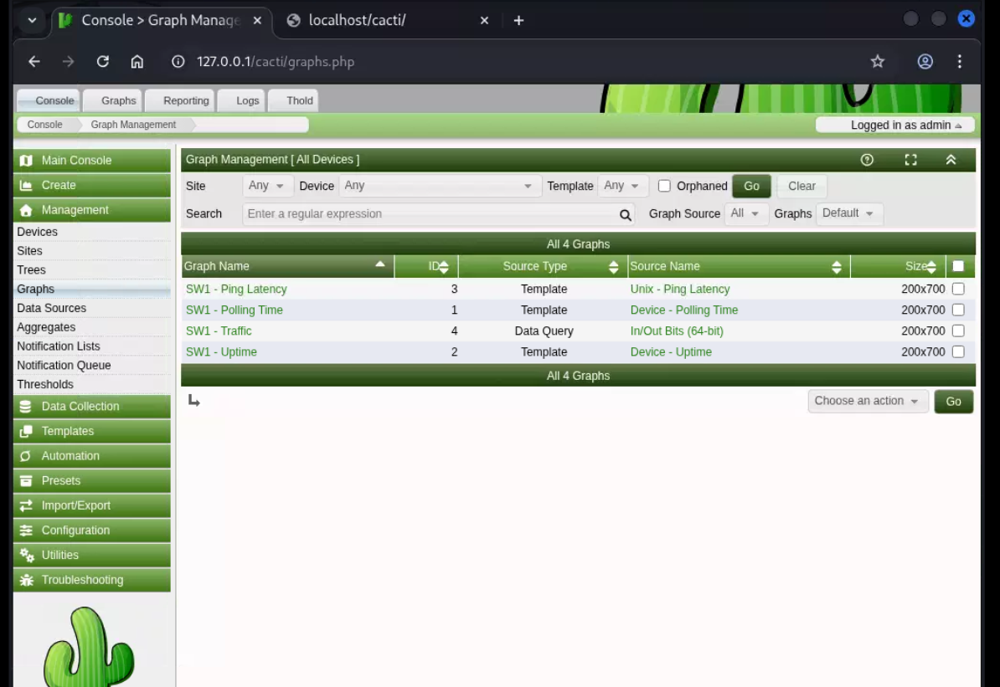 Console > Graph Manage
localhost/cacti/
127.0.0.1/cacti/graphs.php
Console Graphs Reporting Logs Thold
Console Graph Management Logged in as admin
Main Console
Create
Management
Devices
Sites
Trees
Graphs
Data Sources
Aggregates
Notification Lists
Notification Queue
Thresholds
Data Collection
Templates
Automation
Presets
Import/Export
Configuration
Utilities
Troubleshooting
Graph Management [ All Devices ]
Site Any Device Any Template Any Orphaned Go Clear
Search Enter a regular expression Graph Source All Graphs Default
All 4 Graphs
Graph Name ID Source Type Source Name Size
SW1 - Ping Latency 3 Template Unix - Ping Latency 200x700
SW1 - Polling Time 1 Template Device - Polling Time 200x700
SW1 - Traffic 4 Data Query In/Out Bits (64-bit) 200x700
SW1 - Uptime 2 Template Device - Uptime 200x700
All 4 Graphs
Choose an action Go